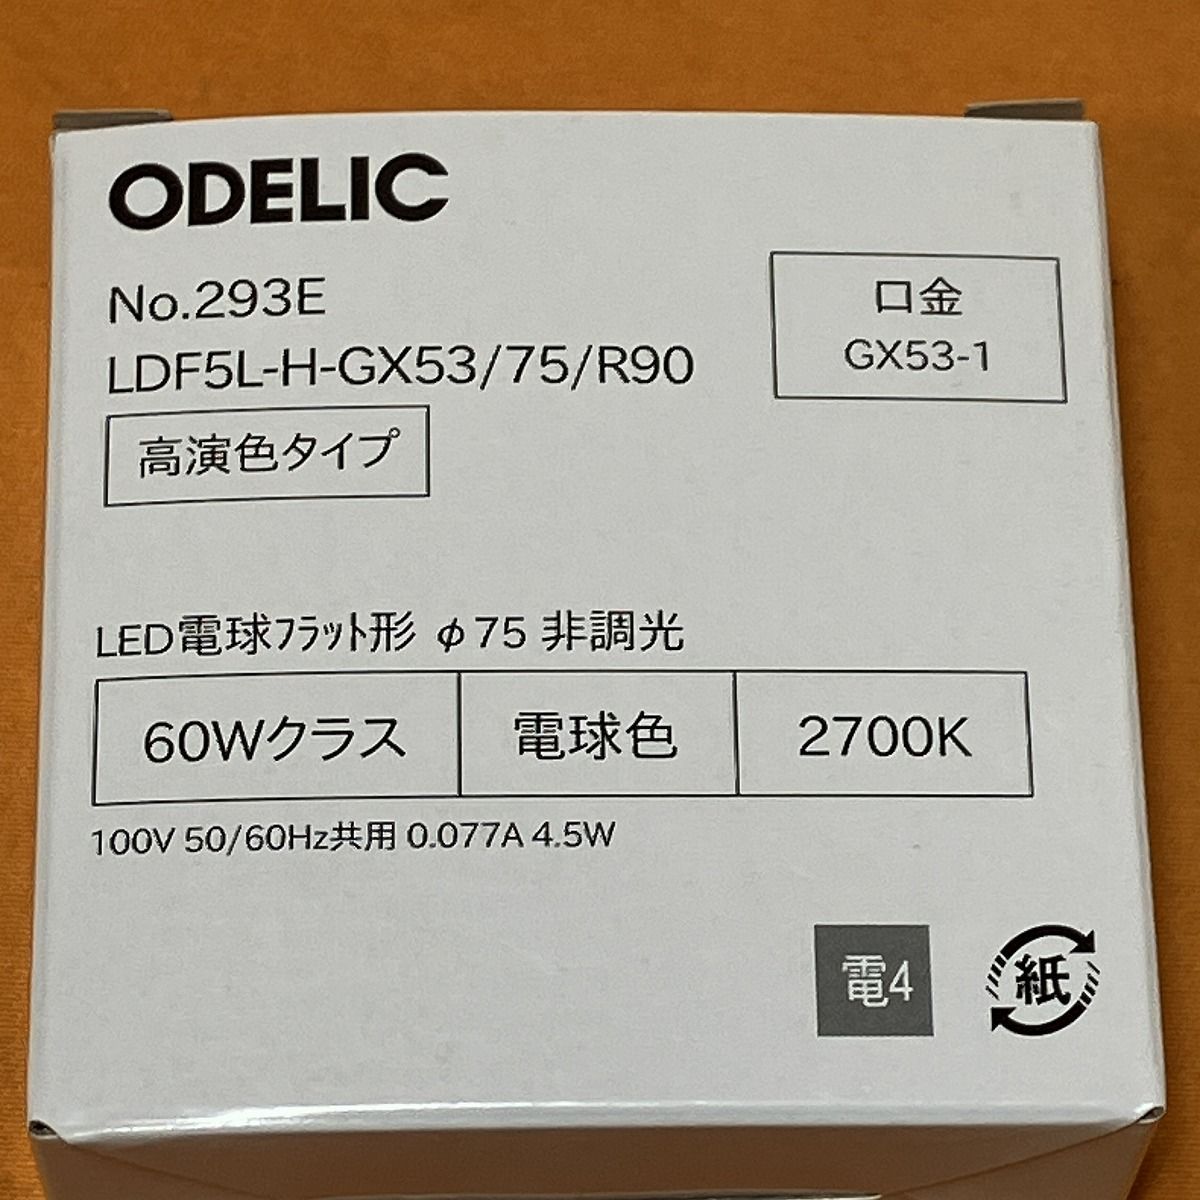 ODELIC
No.293E
LDF5L-H-GX53/75/R90
口金
GX53-1
高演色タイプ
LED電球ﾌﾗｯﾄ形 φ75 非調光
60Wクラス 電球色 2700K
100V 50/60Hz共用 0.077A 4.5W
電4
紙